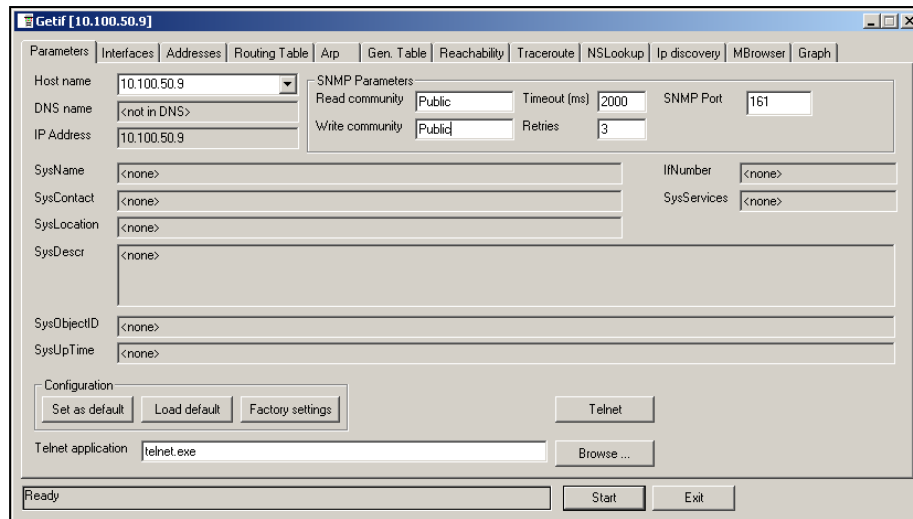 Getif [10.100.50.9]
Parameters Interfaces Addresses Routing Table Arp Gen. Table Reachability Traceroute NSLookup Ip discovery MBrowser Graph
Host name 10.100.50.9
DNS name <not in DNS>
IP Address 10.100.50.9
SNMP Parameters
Read community Public Timeout (ms) 2000 SNMP Port 161
Write community Public Retries 3
SysName <none> IfNumber <none>
SysContact <none> SysServices <none>
SysLocation <none>
SysDescr <none>
SysObjectID <none>
SysUpTime <none>
Configuration
Set as default Load default Factory settings Telnet
Telnet application telnet.exe Browse ...
Ready Start Exit